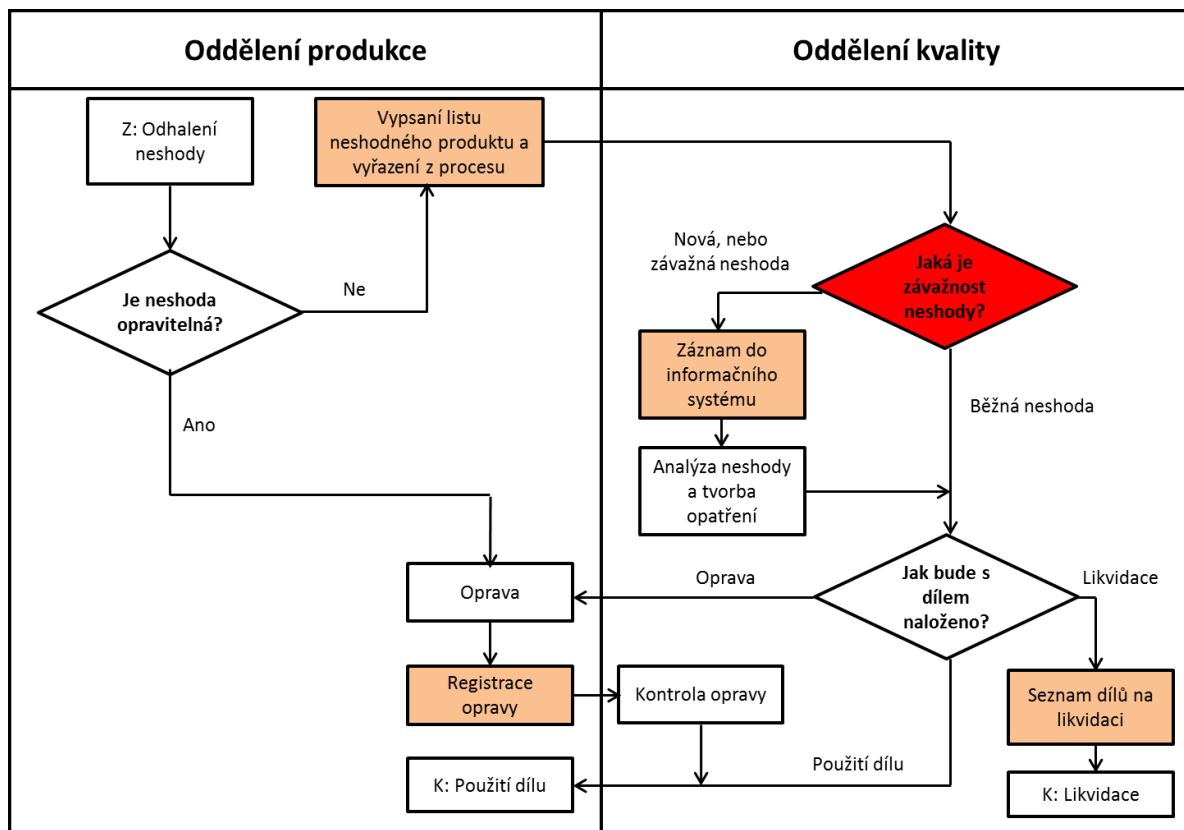 Oddělení produkce
Oddělení kvality
Z: Odhalení
neshody
Vypsaní listu
neshodného produktu a
vyřazení z procesu
Nová, nebo
závažná neshoda
Jaká je
závažnost
neshody?
Je neshoda
opravitelná?
Ne
Záznam do
informačního
systému
Běžná neshoda
Ano
Analýza neshody
a tvorba
opatření
Oprava
Oprava
Jak bude s
dílem
naloženo?
Likvidace
Registrace
opravy
Kontrola opravy
Seznam dílů na
likvidaci
K: Použití dílu
Použití dílu
K: Likvidace